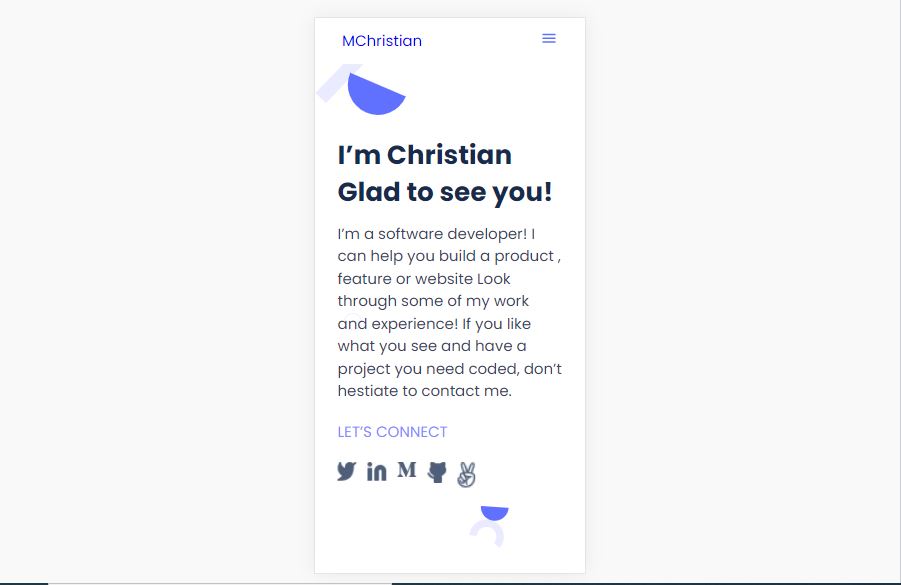 MChristian
I’m Christian
Glad to see you!
I’m a software developer! I
can help you build a product ,
feature or website Look
through some of my work
and experience! If you like
what you see and have a
project you need coded, don’t
hestiate to contact me.
LET’S CONNECT
in M